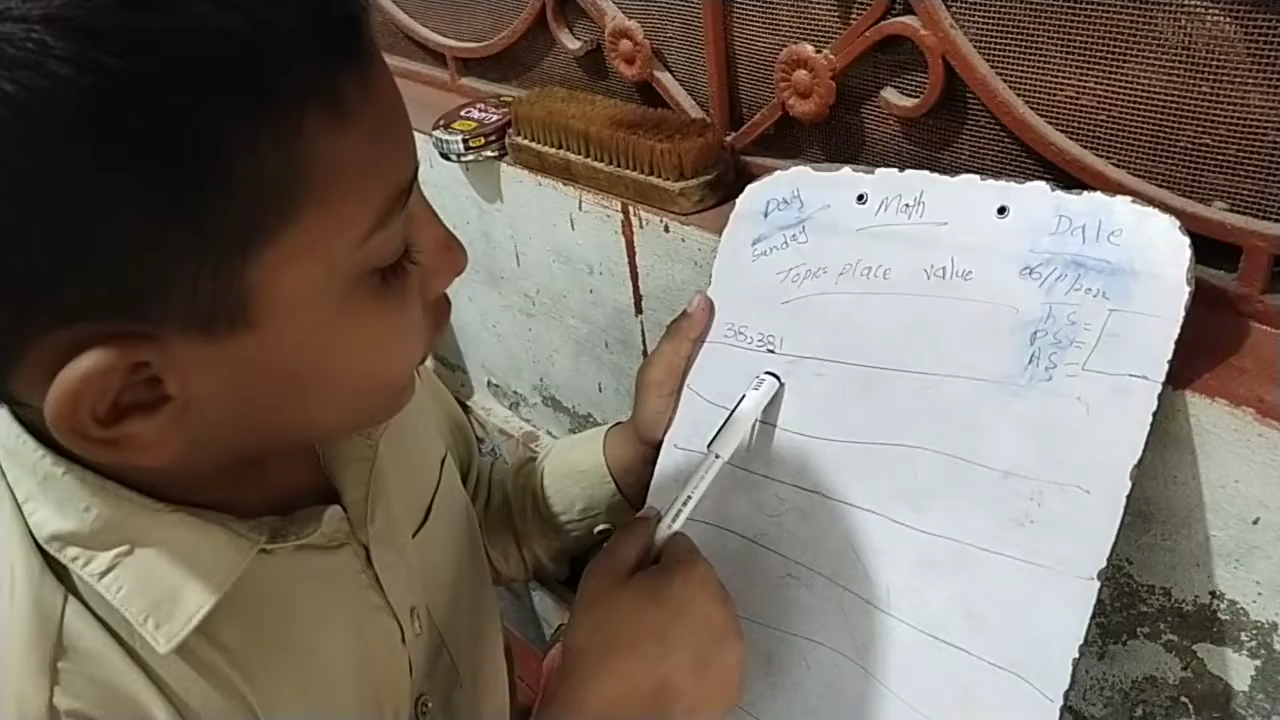 Cherry
Day Math Date
Sunday
Topic: place value 06/11/2022
38,381
h S =
P S =
A S =